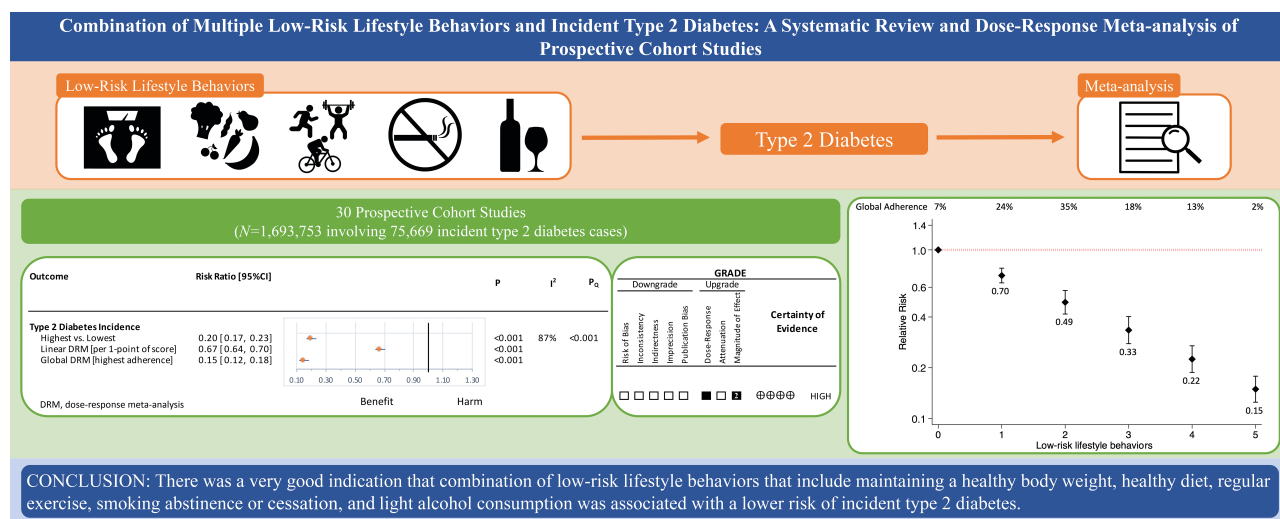 Combination of Multiple Low-Risk Lifestyle Behaviors and Incident Type 2 Diabetes: A Systematic Review and Dose-Response Meta-analysis of
Prospective Cohort Studies
Low-Risk Lifestyle Behaviors
Type 2 Diabetes
Meta-analysis
30 Prospective Cohort Studies
(N=1,693,753 involving 75,669 incident type 2 diabetes cases)
Outcome Risk Ratio [95%CI] P I² P_Q
Type 2 Diabetes Incidence
Highest vs. Lowest 0.20 [0.17, 0.23] <0.001 87% <0.001
Linear DRM [per 1-point of score] 0.67 [0.64, 0.70] <0.001
Global DRM [highest adherence] 0.15 [0.12, 0.18] <0.001
0.10 0.30 0.50 0.70 0.90 1.10 1.30
DRM, dose-response meta-analysis
Benefit Harm
GRADE
Downgrade Upgrade
Risk of Bias
Inconsistency
Indirectness
Imprecision
Publication Bias
Dose-Response
Attenuation
Magnitude of Effect
Certainty of
Evidence
2
HIGH
Global Adherence 7% 24% 35% 18% 13% 2%
Relative Risk
1.4
1.0
0.6
0.4
0.2
0.1
0.70
0.49
0.33
0.22
0.15
0 1 2 3 4 5
Low-risk lifestyle behaviors
CONCLUSION: There was a very good indication that combination of low-risk lifestyle behaviors that include maintaining a healthy body weight, healthy diet, regular
exercise, smoking abstinence or cessation, and light alcohol consumption was associated with a lower risk of incident type 2 diabetes.